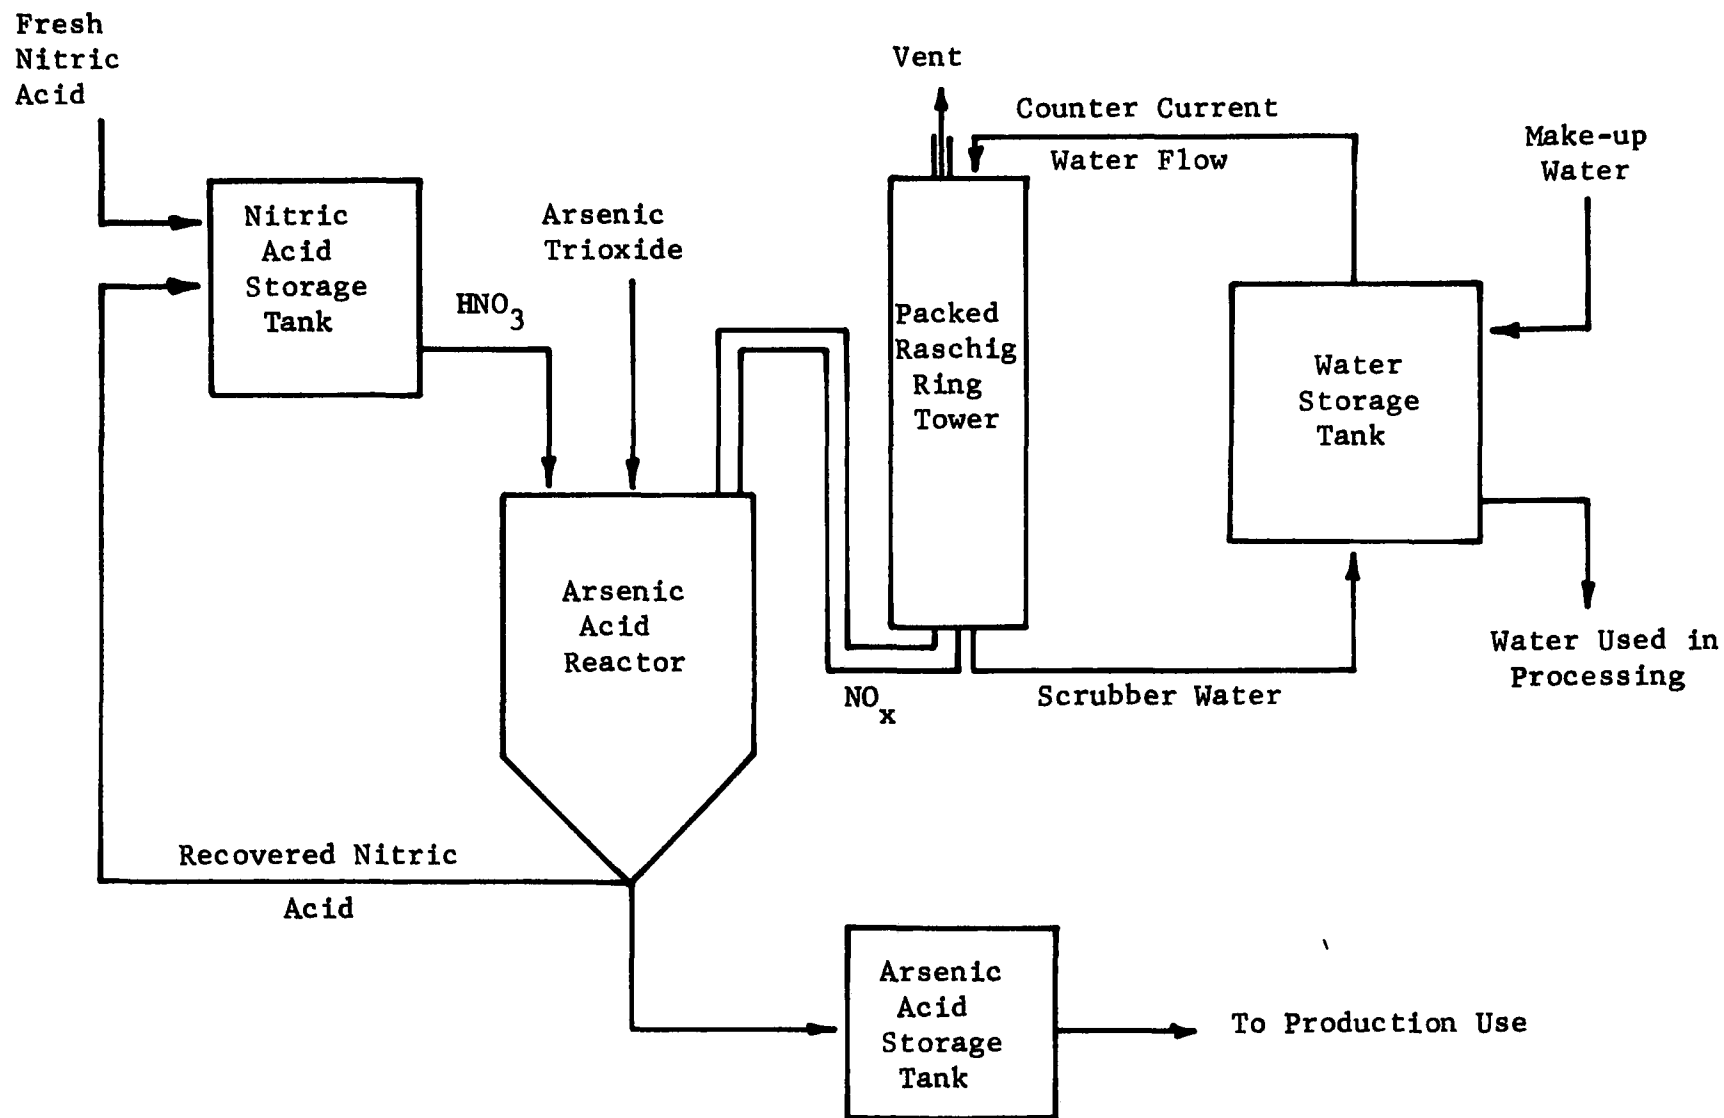 Fresh
Nitric
Acid
Vent
Counter Current
Water Flow
Make-up
Water
Nitric
Acid
Storage
Tank
HNO3
Arsenic
Trioxide
Packed
Raschig
Ring
Tower
Water
Storage
Tank
Arsenic
Acid
Reactor
NOx
Scrubber Water
Water Used in
Processing
Recovered Nitric
Acid
Arsenic
Acid
Storage
Tank
To Production Use